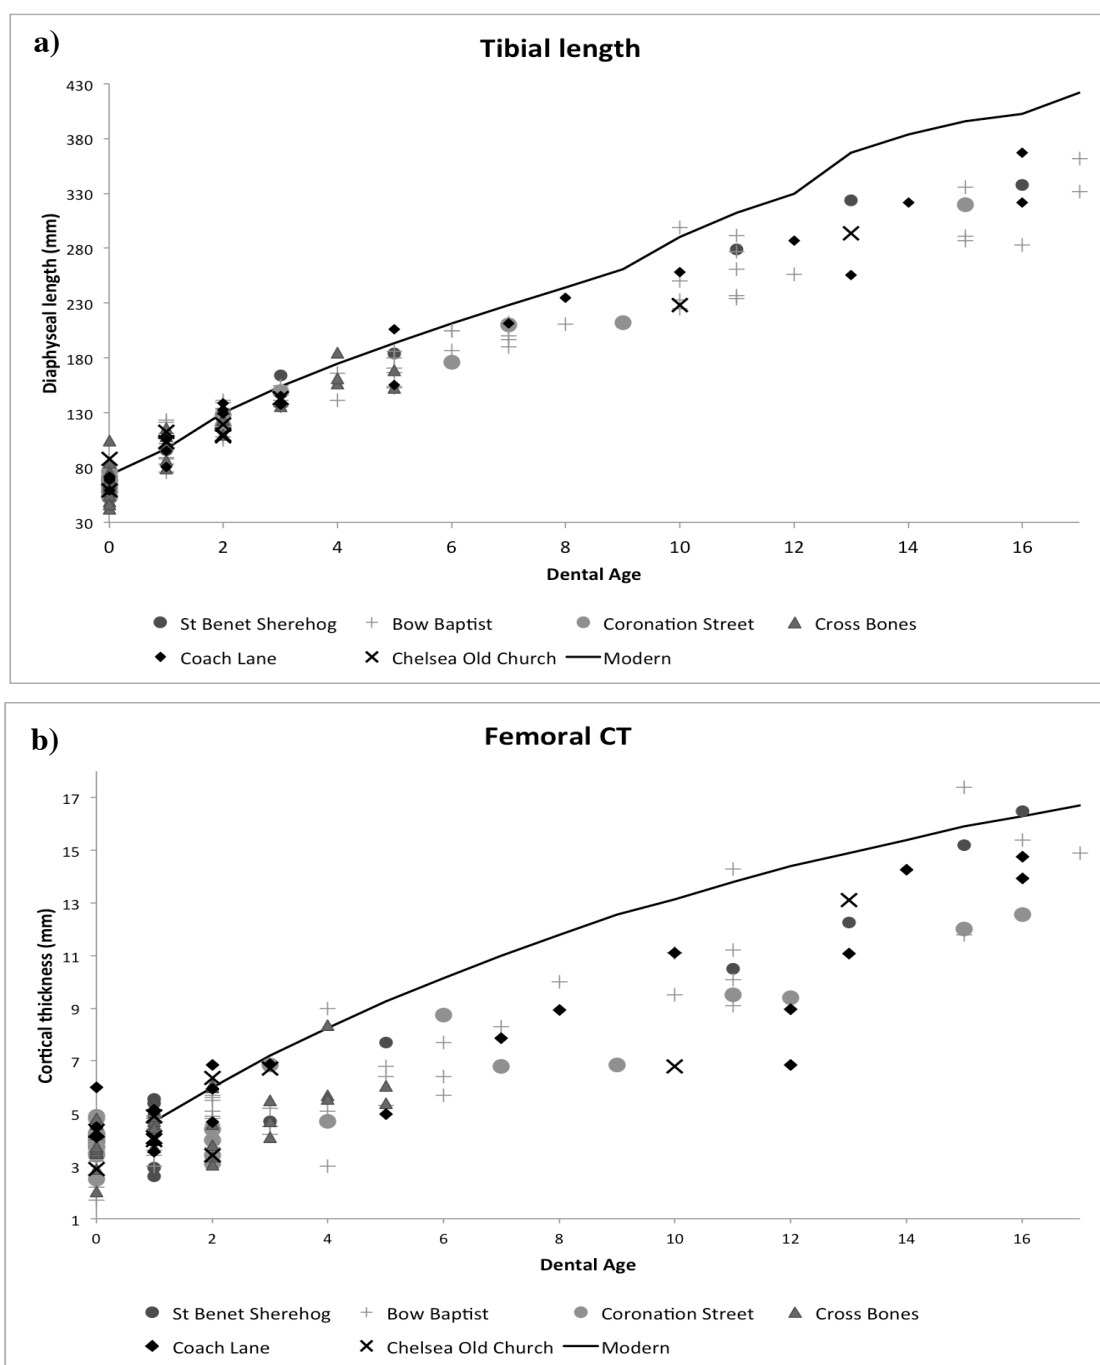 a)
Tibial length
430
380
330
280
230
180
130
80
30
Diaphyseal length (mm)
0 2 4 6 8 10 12 14 16
Dental Age
St Benet Sherehog Bow Baptist Coronation Street Cross Bones
Coach Lane Chelsea Old Church Modern
b)
Femoral CT
17
15
13
11
9
7
5
3
1
Cortical thickness (mm)
0 2 4 6 8 10 12 14 16
Dental Age
St Benet Sherehog Bow Baptist Coronation Street Cross Bones
Coach Lane Chelsea Old Church Modern